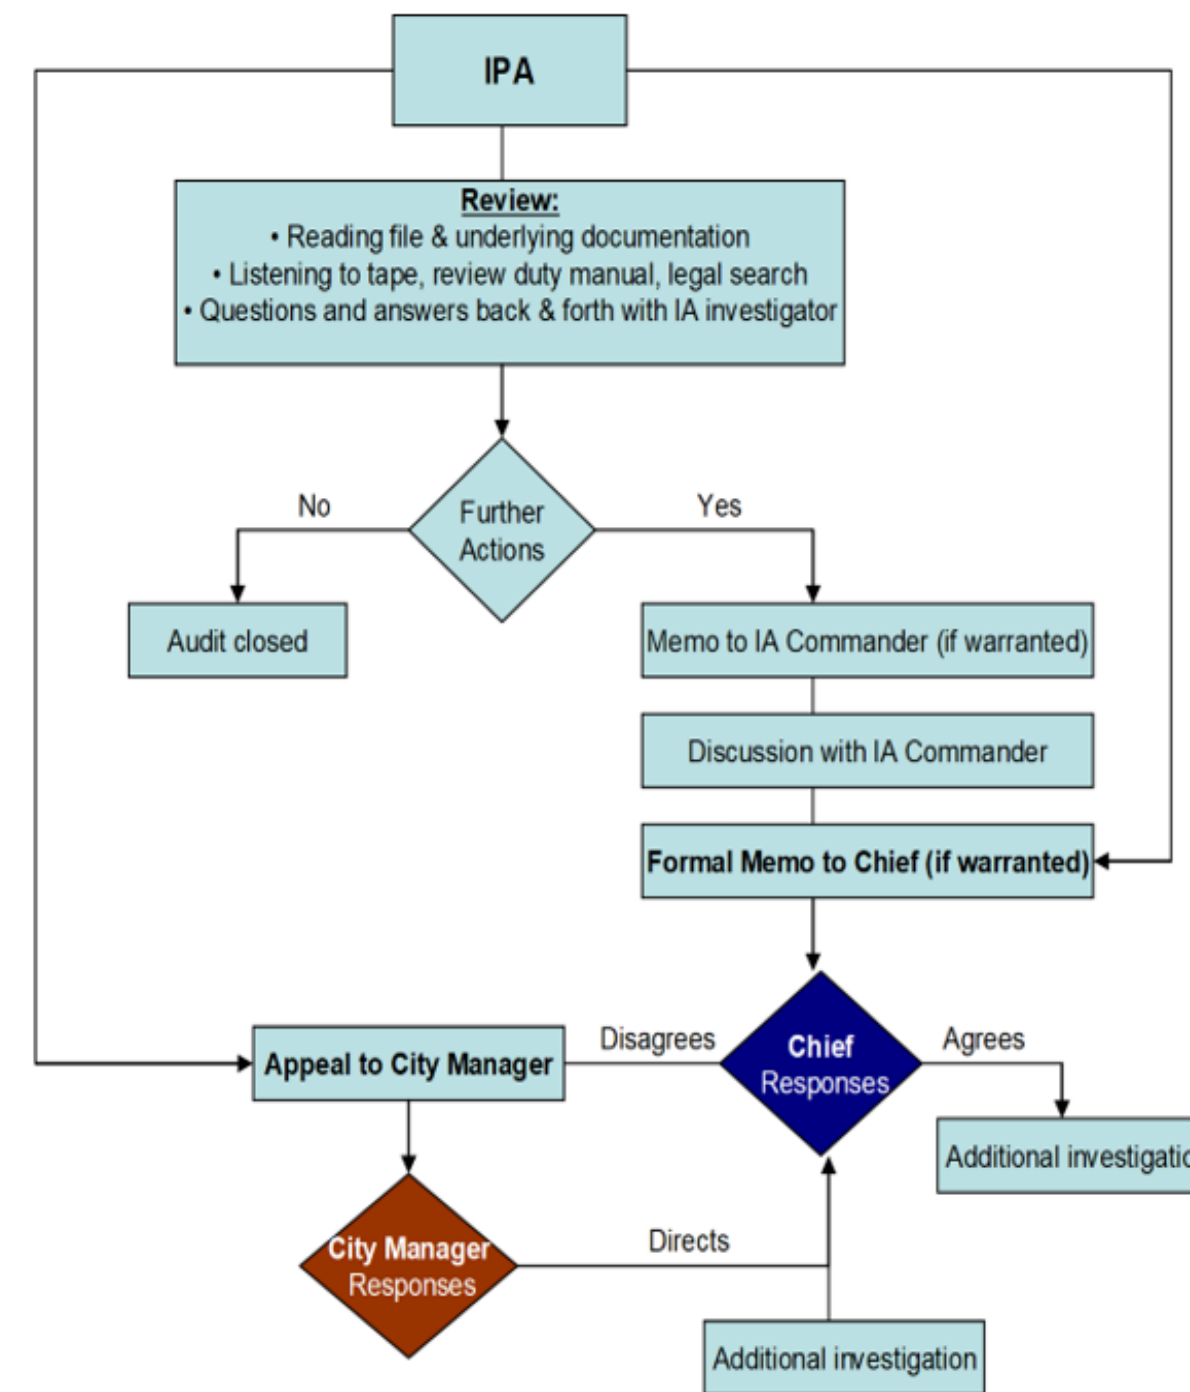 IPA
Review:
• Reading file & underlying documentation
• Listening to tape, review duty manual, legal search
• Questions and answers back & forth with IA investigator
Further
Actions
No
Yes
Audit closed
Memo to IA Commander (if warranted)
Discussion with IA Commander
Formal Memo to Chief (if warranted)
Chief
Responses
Disagrees
Agrees
Appeal to City Manager
Additional investigatio
City Manager
Responses
Directs
Additional investigation